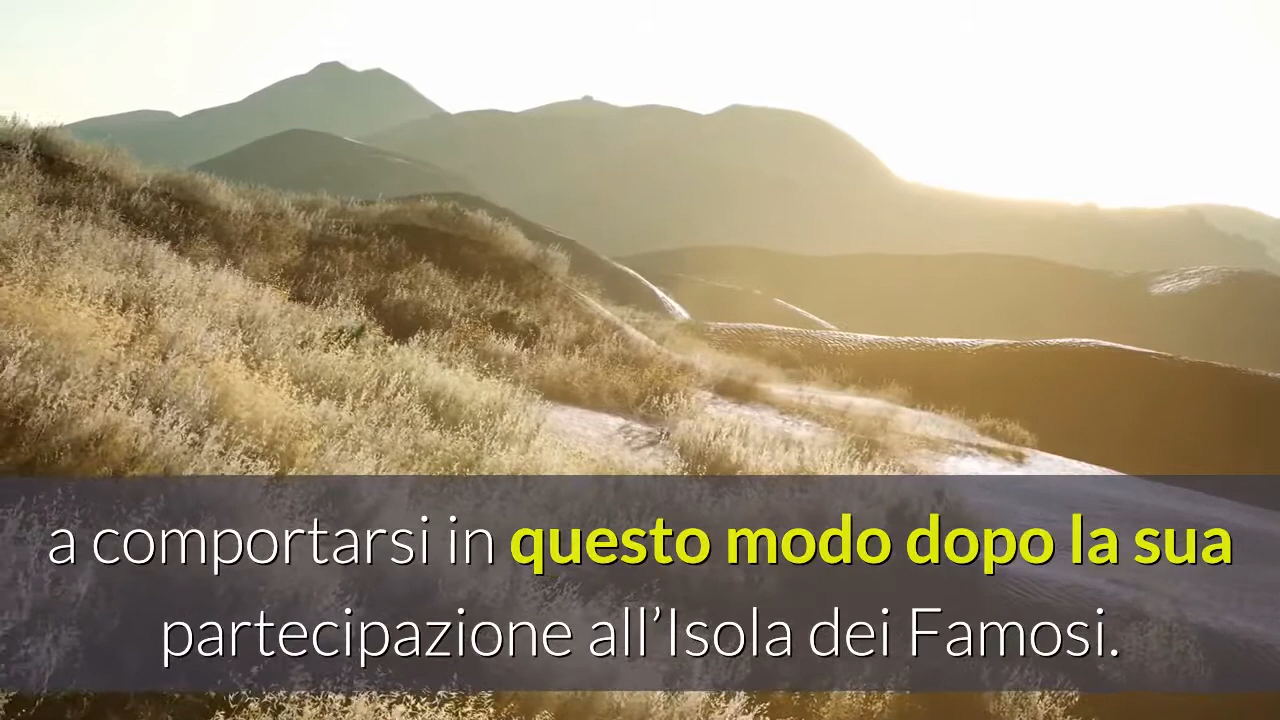 a comportarsi in questo modo dopo la sua
partecipazione all’Isola dei Famosi.